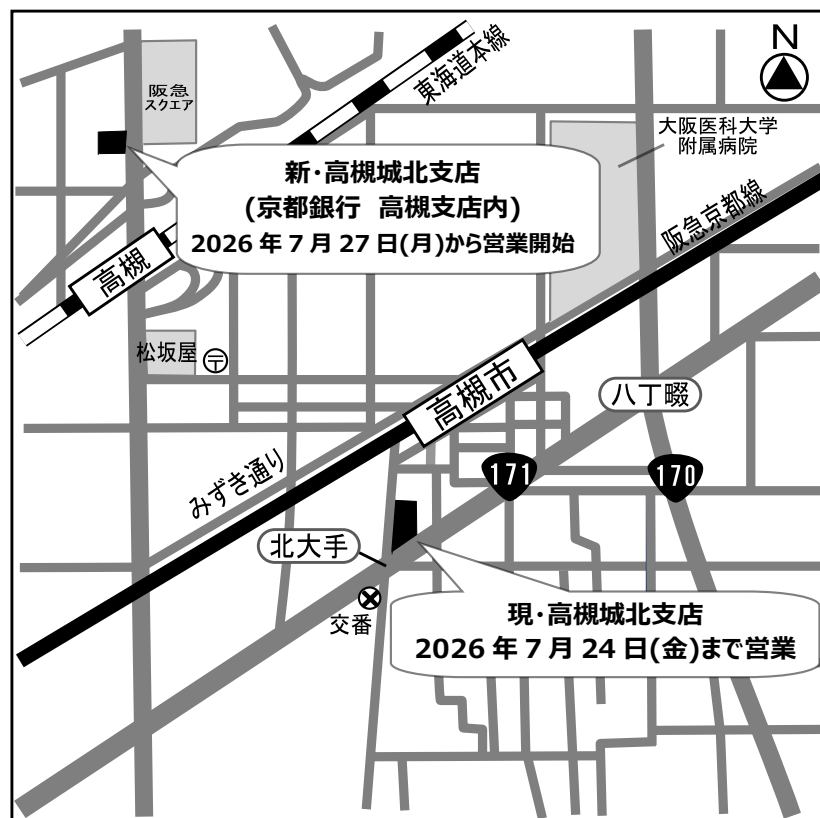 N
阪急
スクエア
東海道本線
大阪医科大学
附属病院
新・高槻城北支店
(京都銀行 高槻支店内)
2026年7月27日(月)から営業開始
阪急京都線
高槻
松坂屋
〒
高槻市
八丁畷
みずき通り
171
170
北大手
交番
現・高槻城北支店
2026年7月24日(金)まで営業